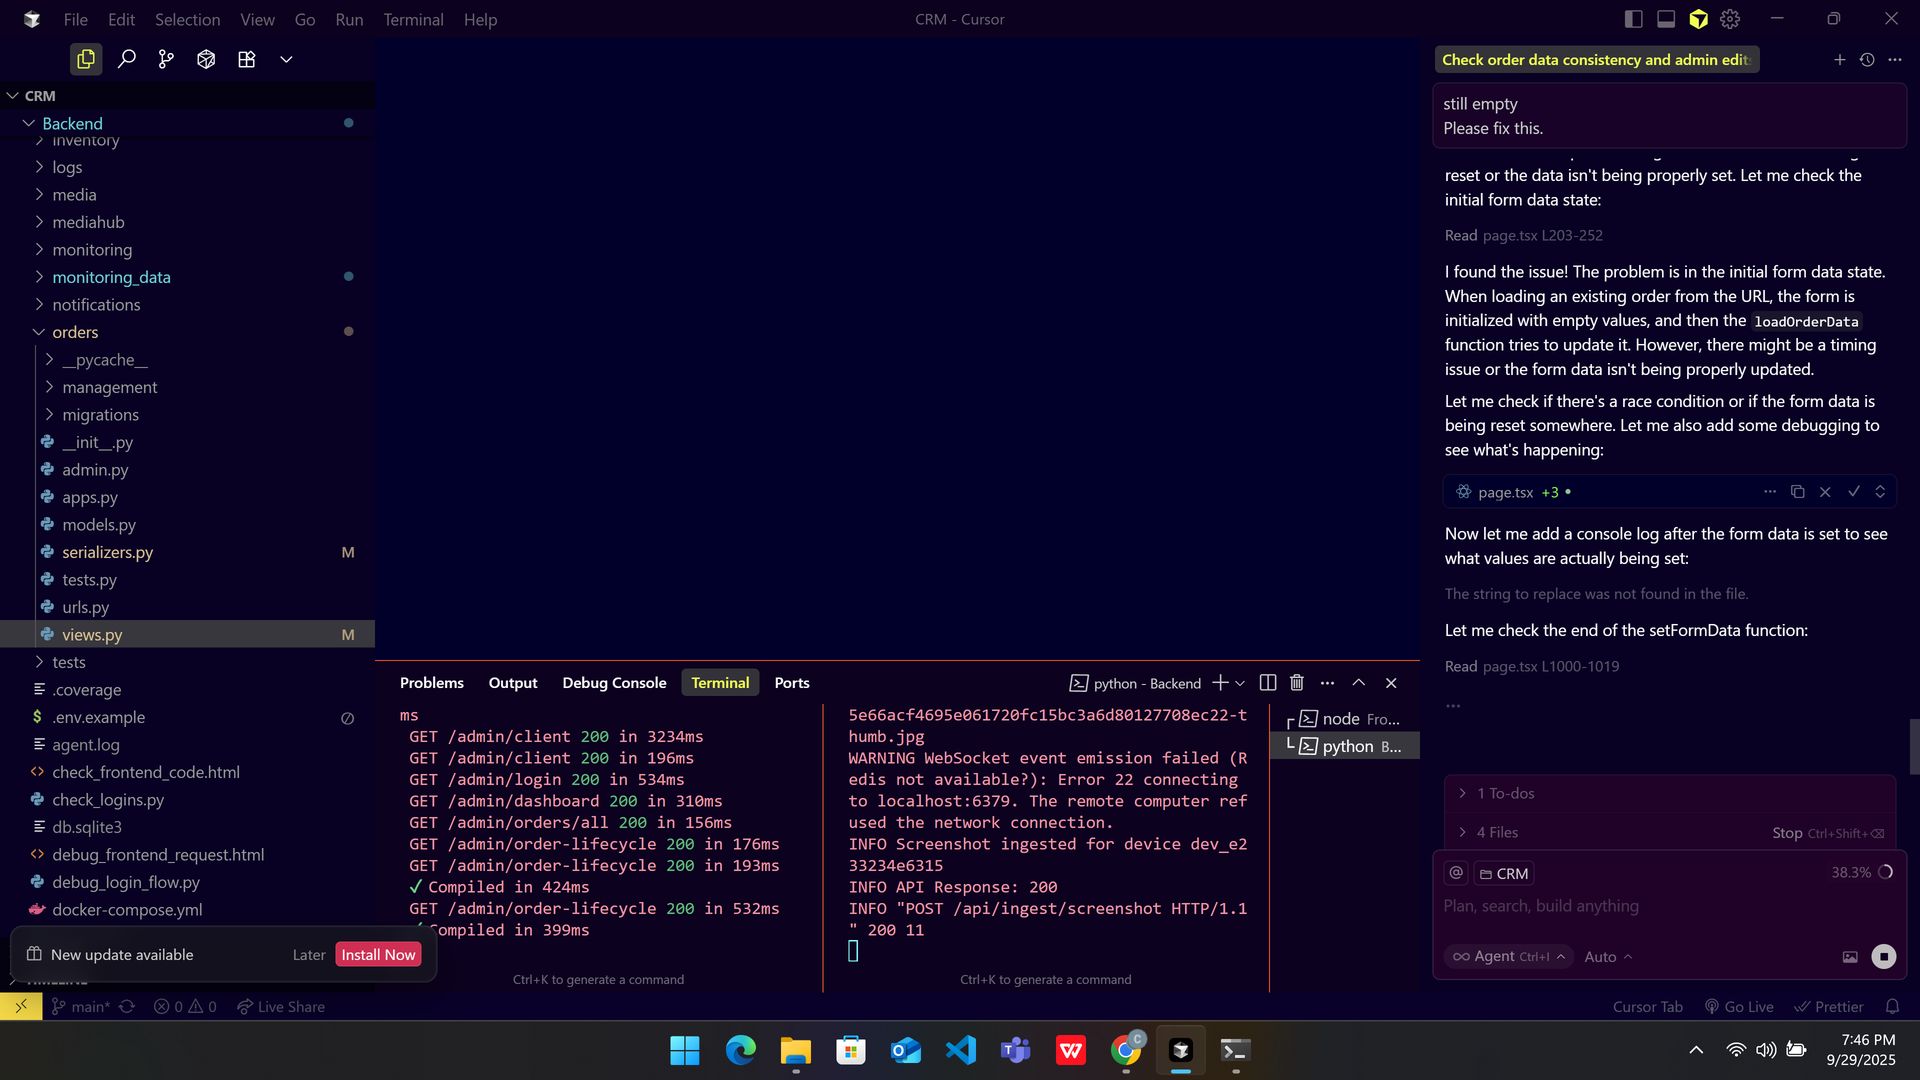 File Edit Selection View Go Run Terminal Help
CRM - Cursor
CRM
Backend
inventory
logs
media
mediahub
monitoring
monitoring_data
notifications
orders
__pycache__
management
migrations
__init__.py
admin.py
apps.py
models.py
serializers.py M
tests.py
urls.py
views.py M
tests
.coverage
.env.example
agent.log
check_frontend_code.html
check_logins.py
db.sqlite3
debug_frontend_request.html
debug_login_flow.py
docker-compose.yml
New update available Later Install Now
TIMELINE
main* 0 0 Live Share
Problems Output Debug Console Terminal Ports
python - Backend
ms
GET /admin/client 200 in 3234ms
GET /admin/client 200 in 196ms
GET /admin/login 200 in 534ms
GET /admin/dashboard 200 in 310ms
GET /admin/orders/all 200 in 156ms
GET /admin/order-lifecycle 200 in 176ms
GET /admin/order-lifecycle 200 in 193ms
✓ Compiled in 424ms
GET /admin/order-lifecycle 200 in 532ms
✓ Compiled in 399ms
Ctrl+K to generate a command
5e66acf4695e061720fc15bc3a6d80127708ec22-t
humb.jpg
WARNING WebSocket event emission failed (R
edis not available?): Error 22 connecting
to localhost:6379. The remote computer ref
used the network connection.
INFO Screenshot ingested for device dev_e2
33234e6315
INFO API Response: 200
INFO "POST /api/ingest/screenshot HTTP/1.1
" 200 11
Ctrl+K to generate a command
node Fro...
python B...
Check order data consistency and admin edit
still empty
Please fix this.
reset or the data isn't being properly set. Let me check the
initial form data state:
Read page.tsx L203-252
I found the issue! The problem is in the initial form data state.
When loading an existing order from the URL, the form is
initialized with empty values, and then the loadOrderData
function tries to update it. However, there might be a timing
issue or the form data isn't being properly updated.
Let me check if there's a race condition or if the form data is
being reset somewhere. Let me also add some debugging to
see what's happening:
page.tsx +3 •
Now let me add a console log after the form data is set to see
what values are actually being set:
The string to replace was not found in the file.
Let me check the end of the setFormData function:
Read page.tsx L1000-1019
...
1 To-dos
4 Files Stop Ctrl+Shift+⌫
@ CRM 38.3%
Plan, search, build anything
Agent Ctrl+I Auto
Cursor Tab Go Live Prettier
7:46 PM
9/29/2025